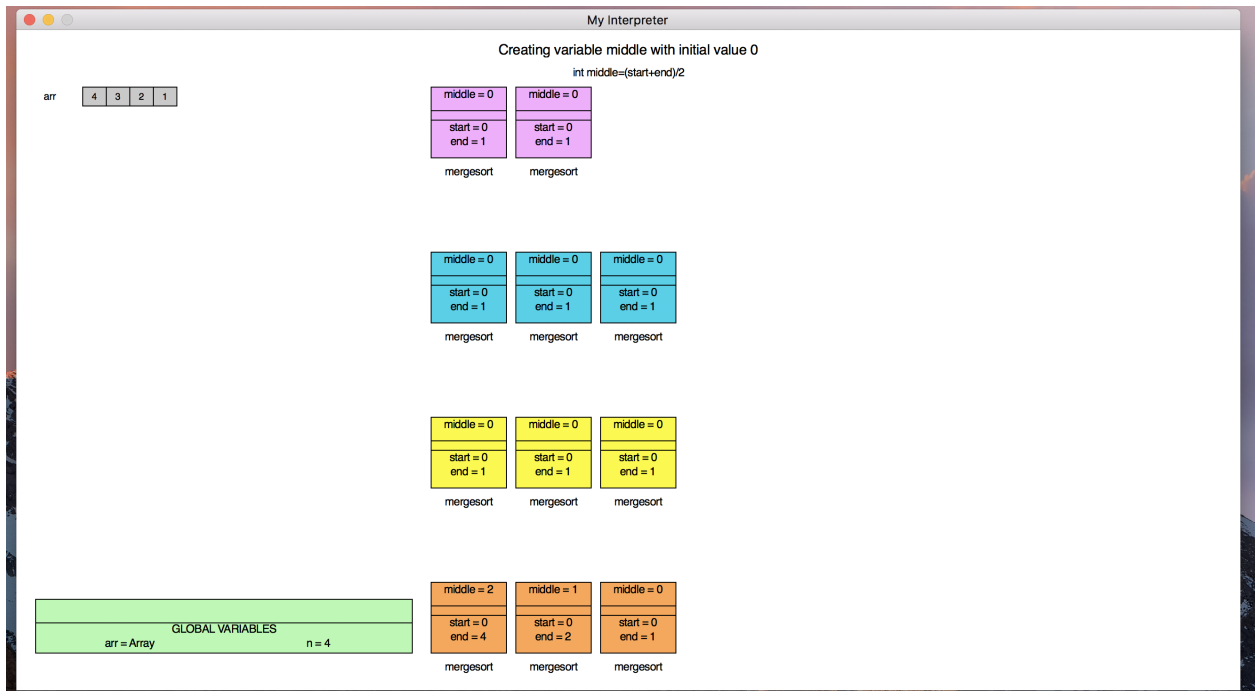 My Interpreter
Creating variable middle with initial value 0
int middle=(start+end)/2
arr 4 3 2 1
middle = 0 middle = 0
start = 0 start = 0
end = 1 end = 1
mergesort mergesort
middle = 0 middle = 0 middle = 0
start = 0 start = 0 start = 0
end = 1 end = 1 end = 1
mergesort mergesort mergesort
middle = 0 middle = 0 middle = 0
start = 0 start = 0 start = 0
end = 1 end = 1 end = 1
mergesort mergesort mergesort
GLOBAL VARIABLES
arr = Array n = 4
middle = 2 middle = 1 middle = 0
start = 0 start = 0 start = 0
end = 4 end = 2 end = 1
mergesort mergesort mergesort